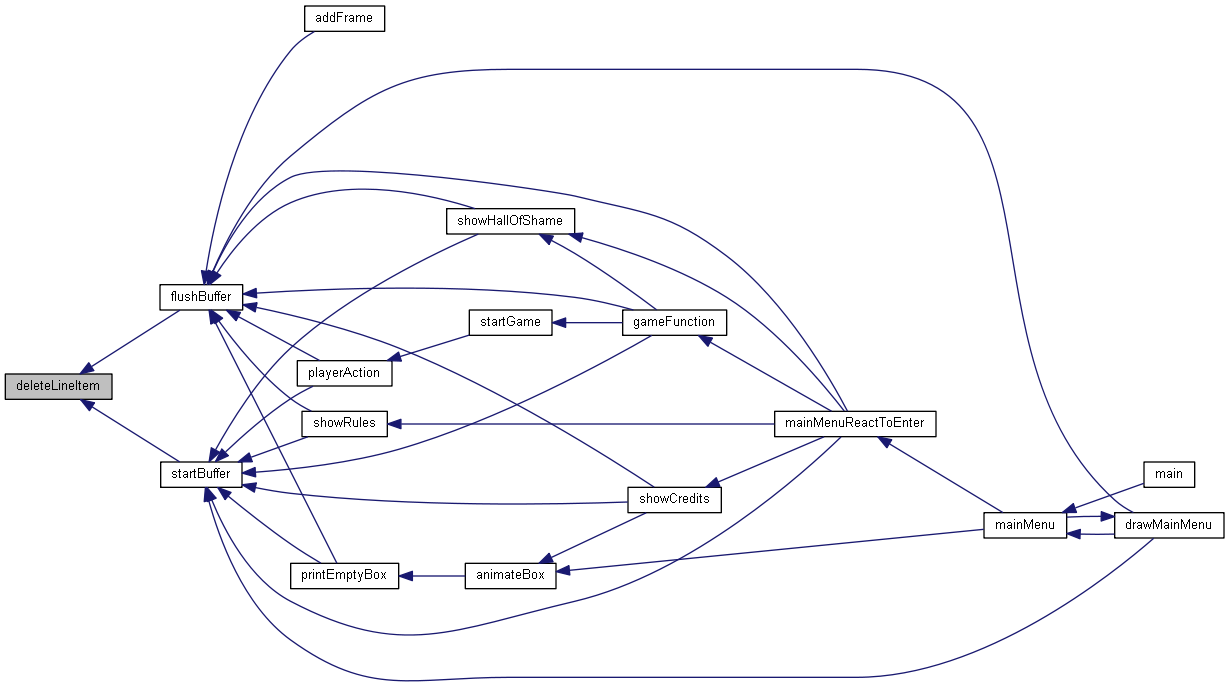 addFrame
showHallOfShame
flushBuffer
startGame
gameFunction
deleteLineItem
playerAction
showRules
mainMenuReactToEnter
startBuffer
main
showCredits
mainMenu
drawMainMenu
printEmptyBox
animateBox